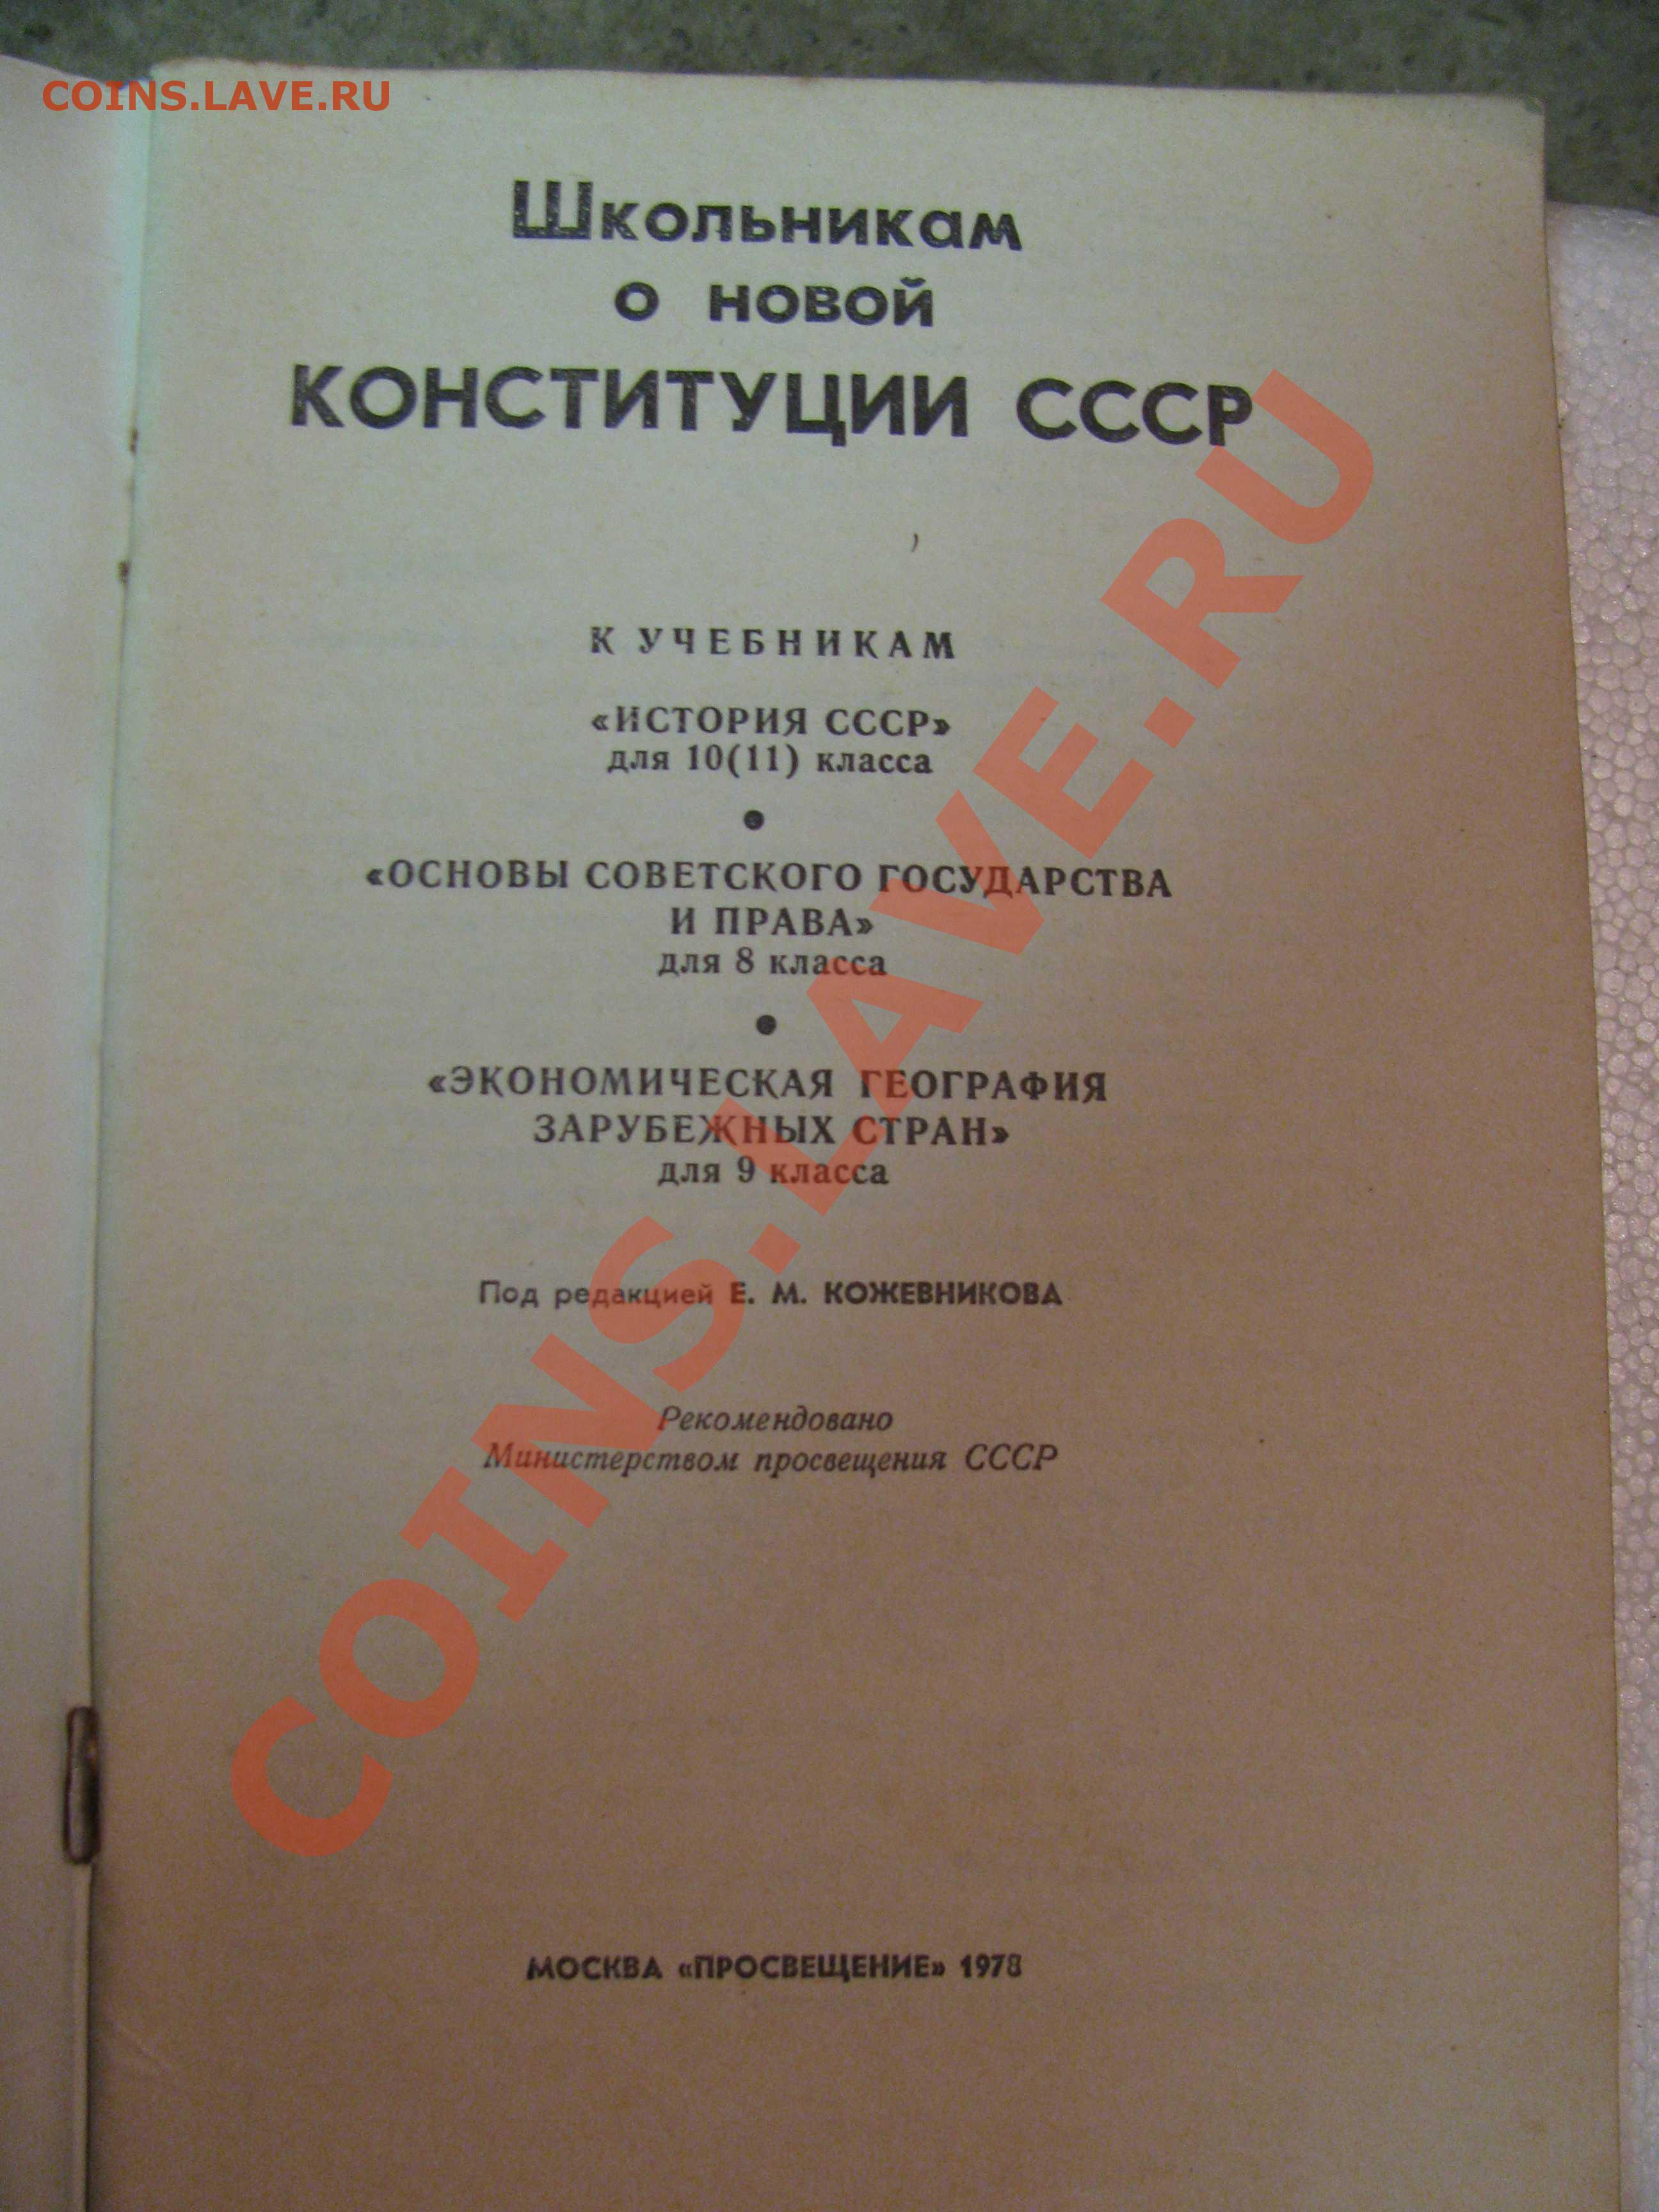 COINS.LAVE.RU
Школьникам
о новой
КОНСТИТУЦИИ СССР
К УЧЕБНИКАМ
«ИСТОРИЯ СССР»
для 10(11) класса
«ОСНОВЫ СОВЕТСКОГО ГОСУДАРСТВА
И ПРАВА»
для 8 класса
«ЭКОНОМИЧЕСКАЯ ГЕОГРАФИЯ
ЗАРУБЕЖНЫХ СТРАН»
для 9 класса
Под редакцией Е. М. КОЖЕВНИКОВА
Рекомендовано
Министерством просвещения СССР
МОСКВА «ПРОСВЕЩЕНИЕ» 1978
COINS.LAVE.RU